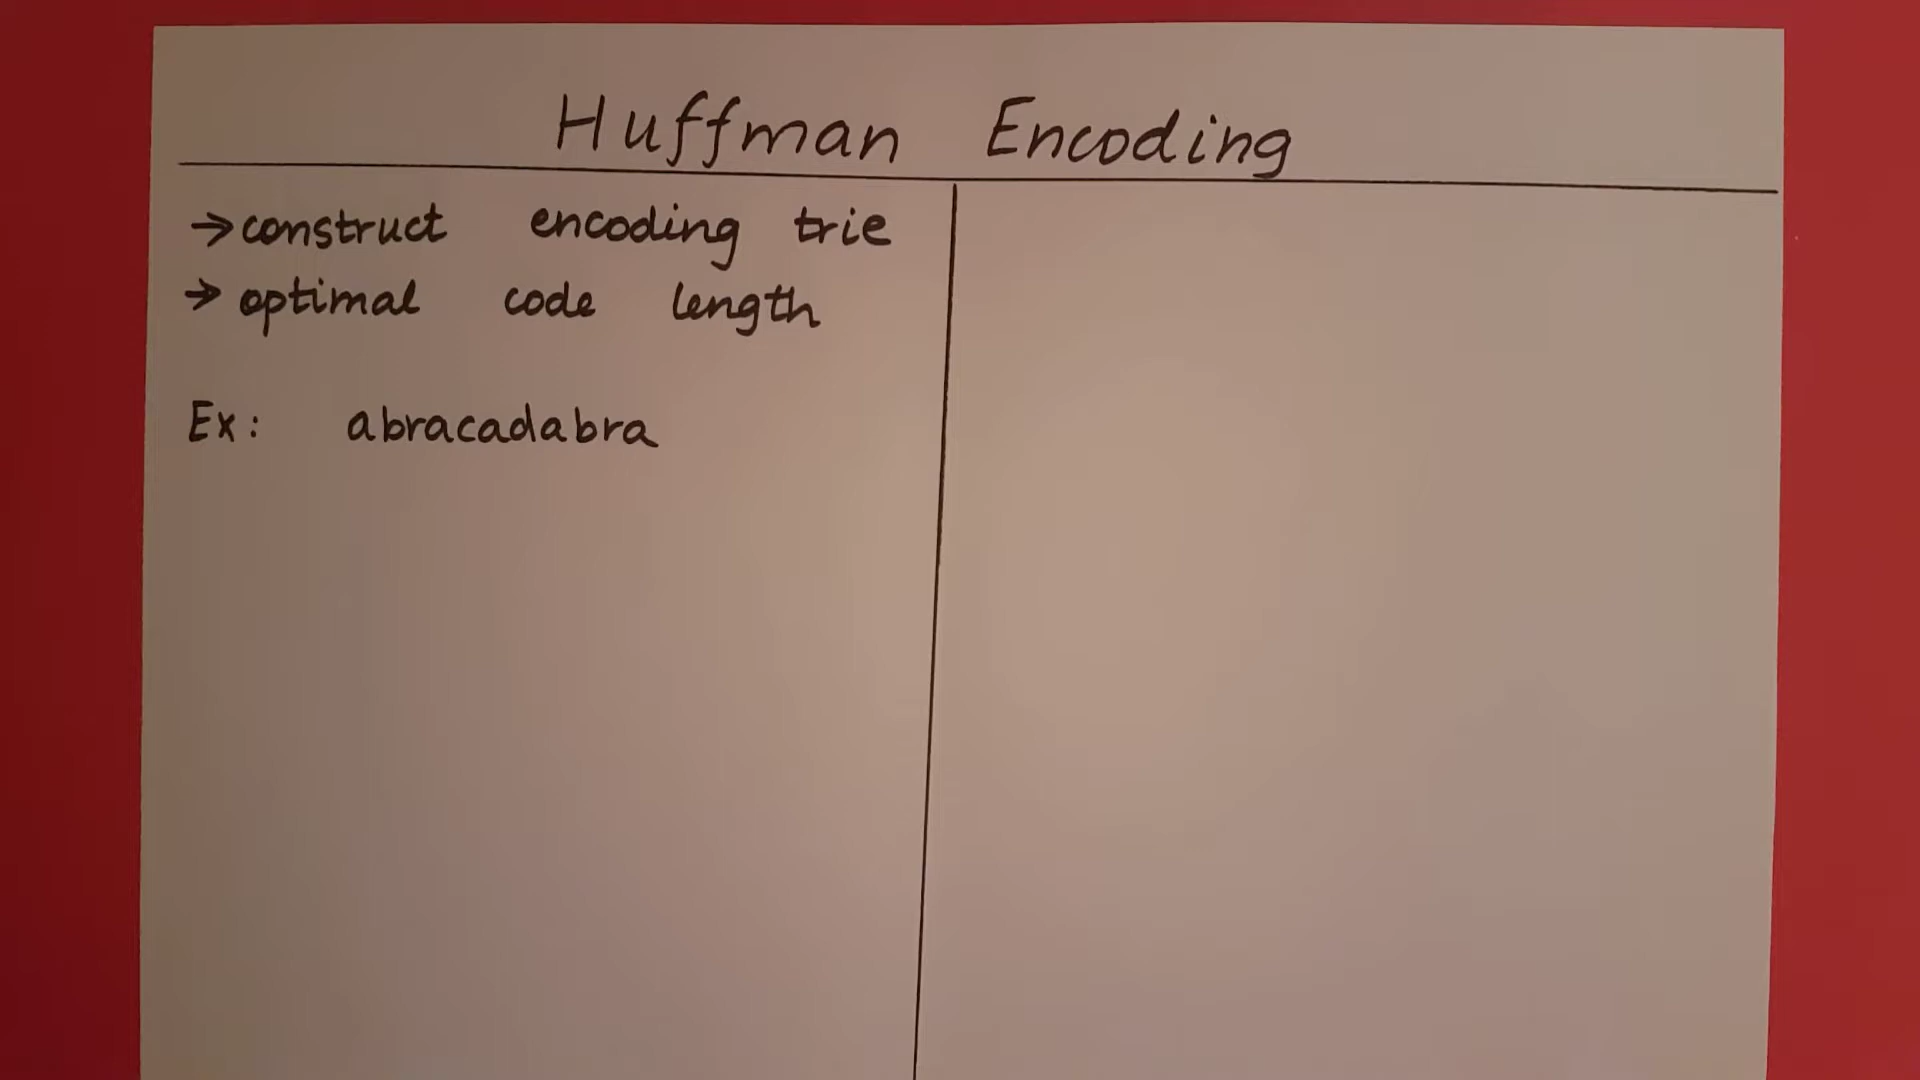 Huffman Encoding
→ construct encoding trie
→ optimal code length
Ex: abracadabra